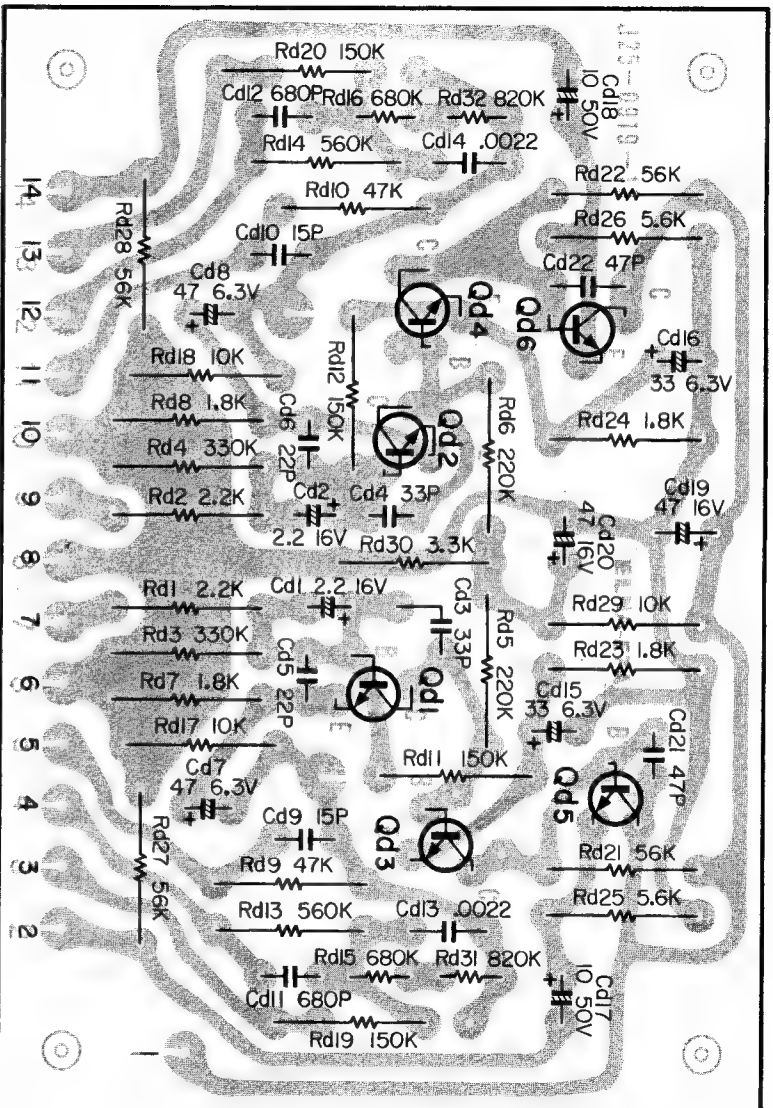 Rd20 150K
Cd12 680P
Rd16 680K
Rd32 820K
Cd18
10 50V
Rd14 560K
Cd14 .0022
Rd22 56K
Rd10 47K
Rd26 5.6K
14
13
12
11
10
9
8
7
6
5
4
3
2
1
Rd28 56K
Cd10 15P
Cd8
47 6.3V
Cd22 47P
Qd4
Qd6
Cd16
33 6.3V
Rd18 10K
Rd12 150K
Rd8 1.8K
Cd6 22P
Qd2
Rd6 220K
Rd24 1.8K
Rd4 330K
Rd2 2.2K
Cd2
2.2 16V
Cd4 33P
Cd19
47 16V
Cd20
47 16V
Rd30 3.3K
Rd1 2.2K
Cd1 2.2 16V
Cd3 33P
Rd5 220K
Rd29 10K
Rd3 330K
Cd5 22P
Rd23 1.8K
Rd7 1.8K
Qd1
Cd15
33 6.3V
Rd17 10K
Cd21 47P
Rd11 150K
Cd7
47 6.3V
Qd5
Rd27 56K
Cd9 15P
Qd3
Rd9 47K
Rd21 56K
Rd13 560K
Cd13 .0022
Rd25 5.6K
Rd15 680K
Rd31 820K
Cd17
10 50V
Cd11 680P
Rd19 150K